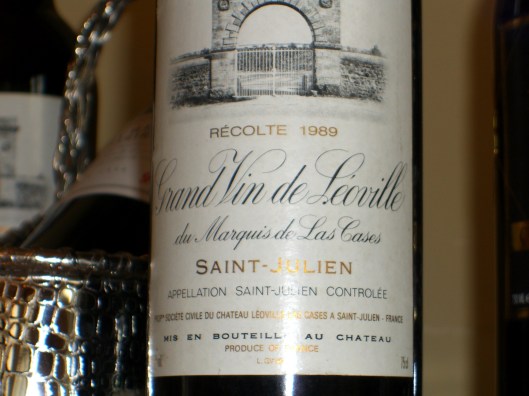 RÉCOLTE 1989
Grand Vin de Léoville
du Marquis de Las Cases
SAINT-JULIEN
APPELLATION SAINT-JULIEN CONTROLÉE
SOCIÉTÉ CIVILE DU CHATEAU LÉOVILLE LAS CASES A SAINT-JULIEN - FRANCE
MIS EN BOUTEILLE AU CHATEAU
PRODUCE OF FRANCE